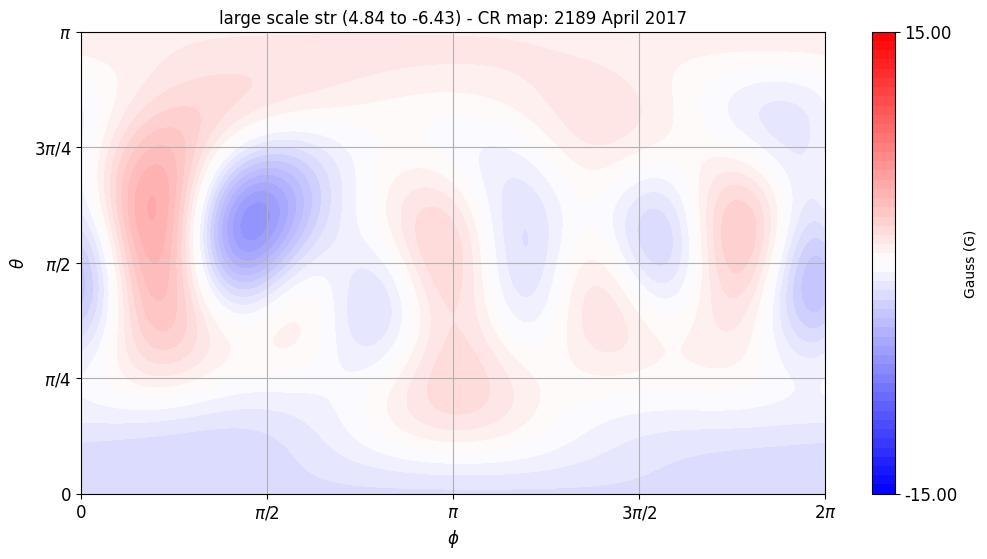 large scale str (4.84 to -6.43) - CR map: 2189 April 2017
π
3π/4
π/2
π/4
0
θ
0
π/2
π
3π/2
2π
ϕ
15.00
-15.00
Gauss (G)